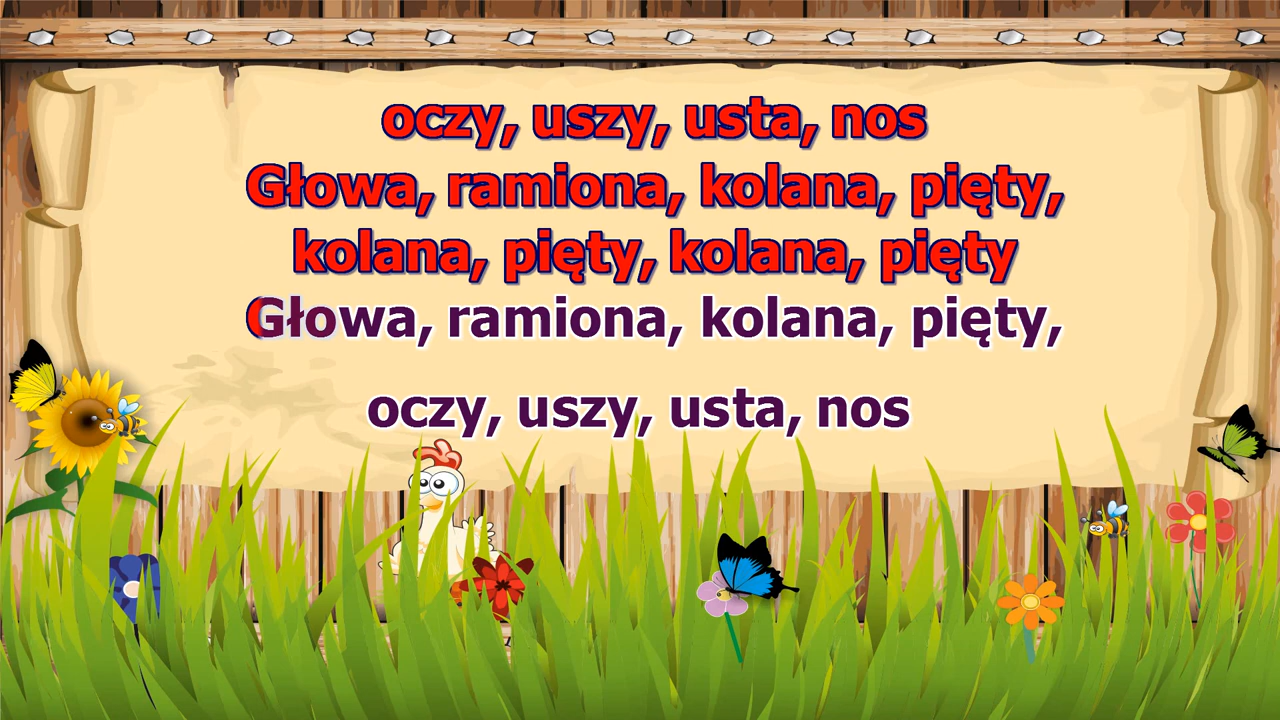 oczy, uszy, usta, nos
Głowa, ramiona, kolana, pięty,
kolana, pięty, kolana, pięty
Głowa, ramiona, kolana, pięty,
oczy, uszy, usta, nos